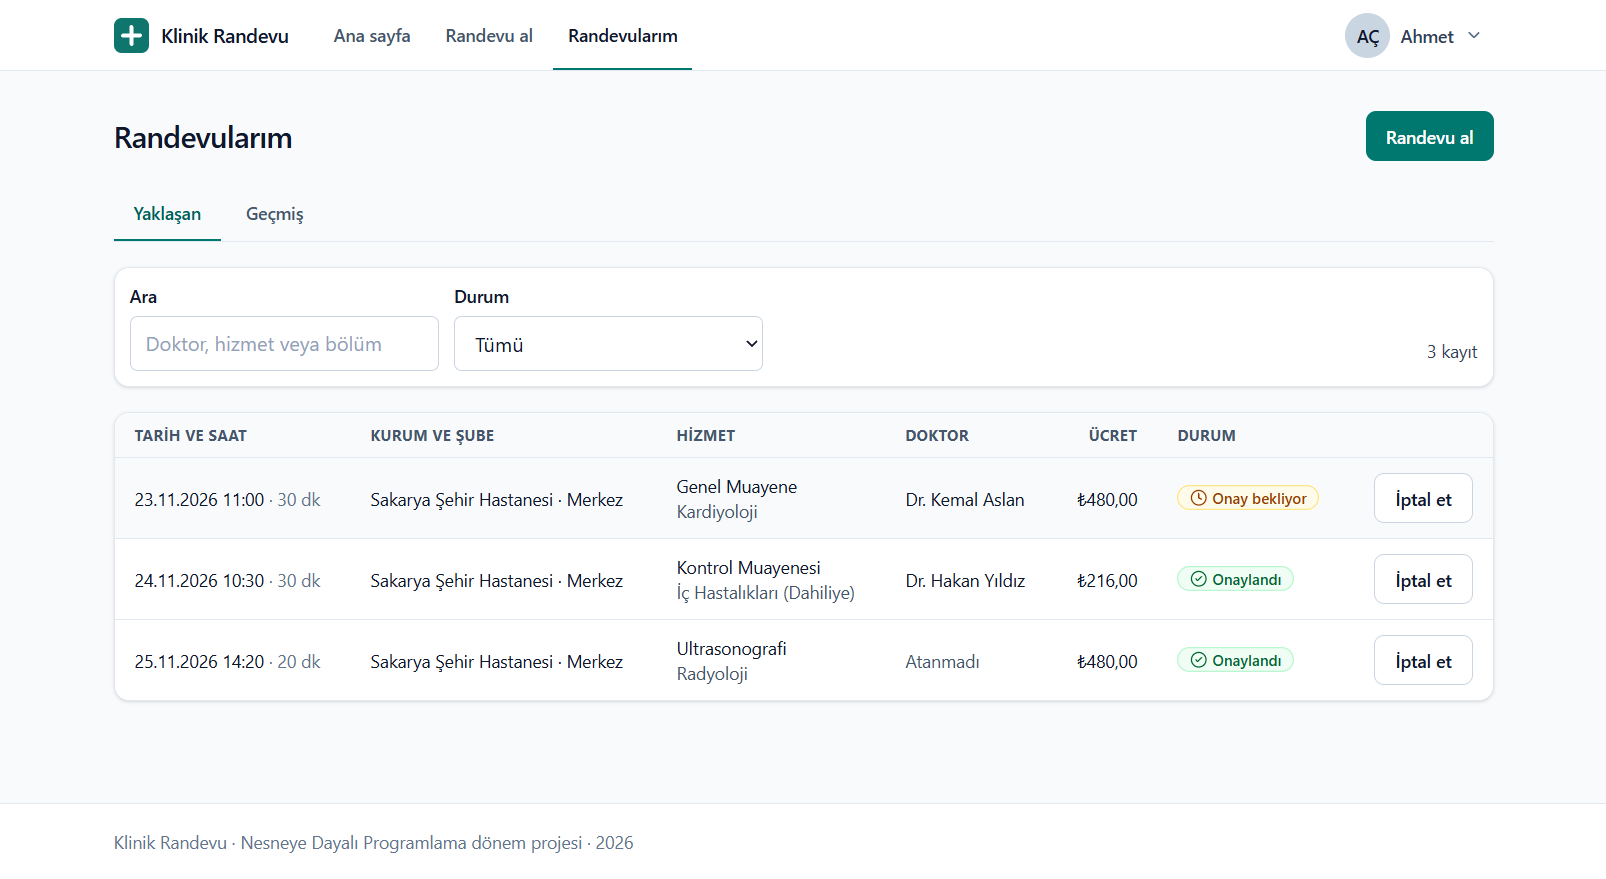 Klinik Randevu Ana sayfa Randevu al Randevularım AÇ Ahmet
Randevularım Randevu al
Yaklaşan Geçmiş
Ara Durum
Doktor, hizmet veya bölüm Tümü
3 kayıt
TARİH VE SAAT KURUM VE ŞUBE HİZMET DOKTOR ÜCRET DURUM
23.11.2026 11:00 · 30 dk Sakarya Şehir Hastanesi · Merkez Genel Muayene Dr. Kemal Aslan ₺480,00 Onay bekliyor İptal et
Kardiyoloji
24.11.2026 10:30 · 30 dk Sakarya Şehir Hastanesi · Merkez Kontrol Muayenesi Dr. Hakan Yıldız ₺216,00 Onaylandı İptal et
İç Hastalıkları (Dahiliye)
25.11.2026 14:20 · 20 dk Sakarya Şehir Hastanesi · Merkez Ultrasonografi Atanmadı ₺480,00 Onaylandı İptal et
Radyoloji
Klinik Randevu · Nesneye Dayalı Programlama dönem projesi · 2026